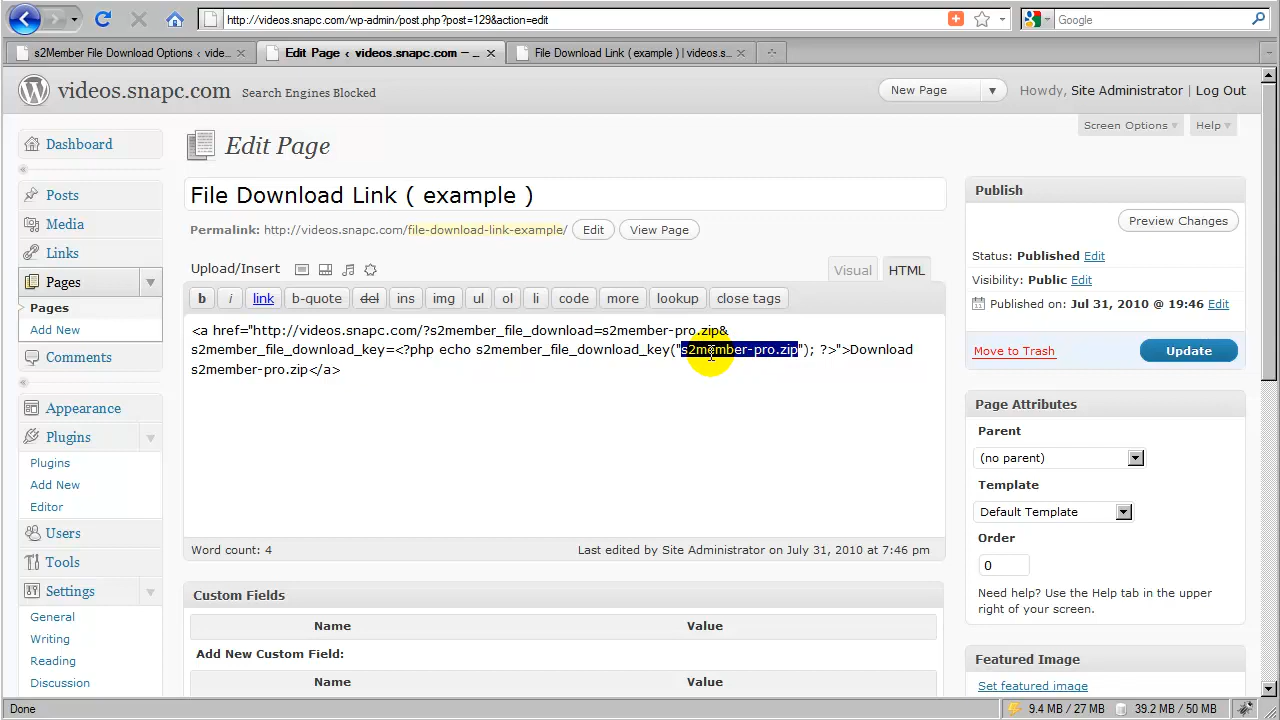 http://videos.snapc.com/wp-admin/post.php?post=129&action=edit
Google
s2Member File Download Options ‹ vide...
Edit Page ‹ videos.snapc.com — ...
File Download Link ( example ) | videos.s...
videos.snapc.com
Search Engines Blocked
New Page
Howdy, Site Administrator | Log Out
Screen Options
Help
Dashboard
Posts
Media
Links
Pages
Pages
Add New
Comments
Appearance
Plugins
Plugins
Add New
Editor
Users
Tools
Settings
General
Writing
Reading
Discussion
Edit Page
File Download Link ( example )
Permalink: http://videos.snapc.com/file-download-link-example/ Edit View Page
Upload/Insert
Visual
HTML
b i link b-quote del ins img ul ol li code more lookup close tags
<a href="http://videos.snapc.com/?s2member_file_download=s2member-pro.zip&
s2member_file_download_key=<?php echo s2member_file_download_key("s2member-pro.zip"); ?>">Download
s2member-pro.zip</a>
Word count: 4
Last edited by Site Administrator on July 31, 2010 at 7:46 pm
Custom Fields
Name Value
Add New Custom Field:
Name Value
Publish
Preview Changes
Status: Published Edit
Visibility: Public Edit
Published on: Jul 31, 2010 @ 19:46 Edit
Move to Trash
Update
Page Attributes
Parent
(no parent)
Template
Default Template
Order
0
Need help? Use the Help tab in the upper
right of your screen.
Featured Image
Set featured image
Done
9.4 MB / 27 MB
39.2 MB / 50 MB